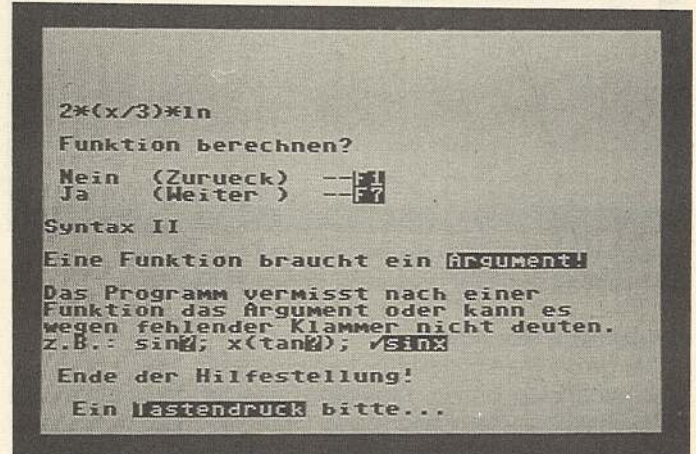 2*(x/3)*ln
Funktion berechnen?
Nein (Zurueck) --F1
Ja (Weiter ) --F7
Syntax II
Eine Funktion braucht ein Argument!
Das Programm vermisst nach einer
Funktion das Argument oder kann es
wegen fehlender Klammer nicht deuten.
z.B.: sin?; x(tan?); √sinx
Ende der Hilfestellung!
Ein Tastendruck bitte...